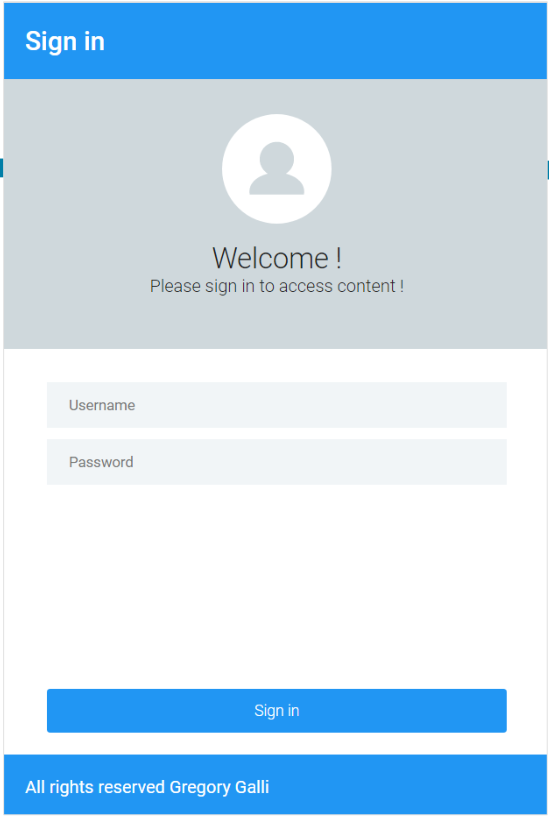 Sign in
Welcome !
Please sign in to access content !
Username
Password
Sign in
All rights reserved Gregory Galli